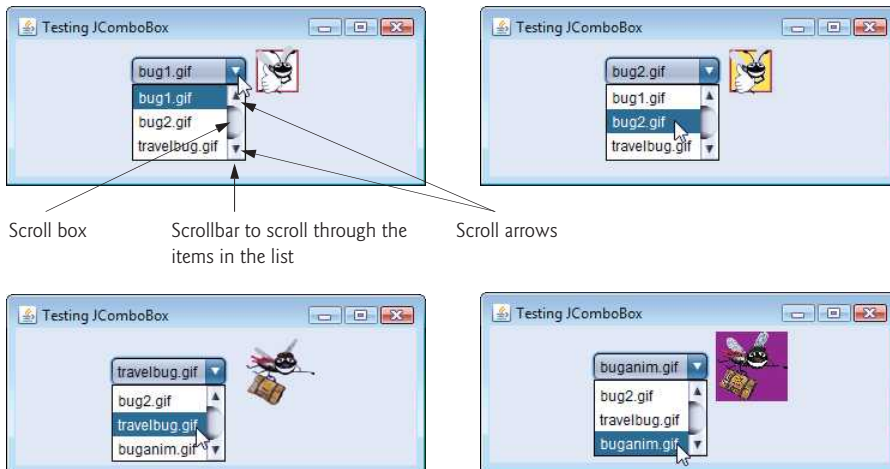 Testing JComboBox
bug1.gif
bug1.gif
bug2.gif
travelbug.gif
Testing JComboBox
bug2.gif
bug1.gif
bug2.gif
travelbug.gif
Scroll box
Scrollbar to scroll through the
items in the list
Scroll arrows
Testing JComboBox
travelbug.gif
bug2.gif
travelbug.gif
buganim.gif
Testing JComboBox
buganim.gif
bug2.gif
travelbug.gif
buganim.gif